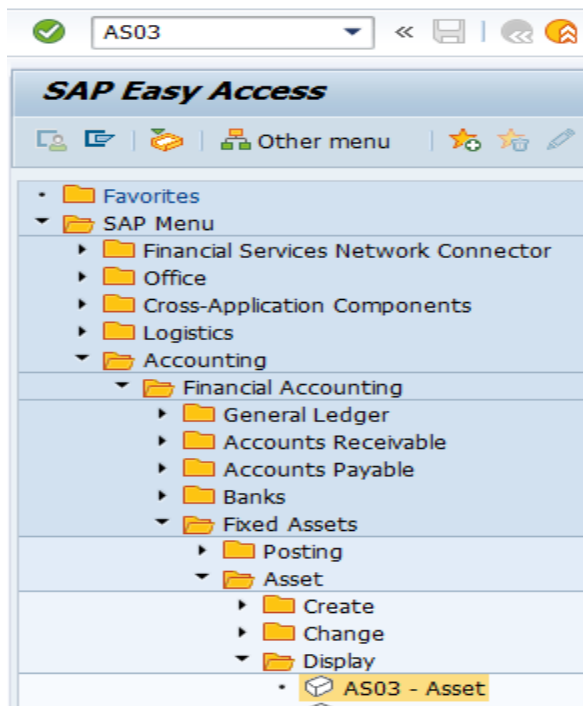 AS03
SAP Easy Access
Other menu
Favorites
SAP Menu
Financial Services Network Connector
Office
Cross-Application Components
Logistics
Accounting
Financial Accounting
General Ledger
Accounts Receivable
Accounts Payable
Banks
Fixed Assets
Posting
Asset
Create
Change
Display
AS03 - Asset